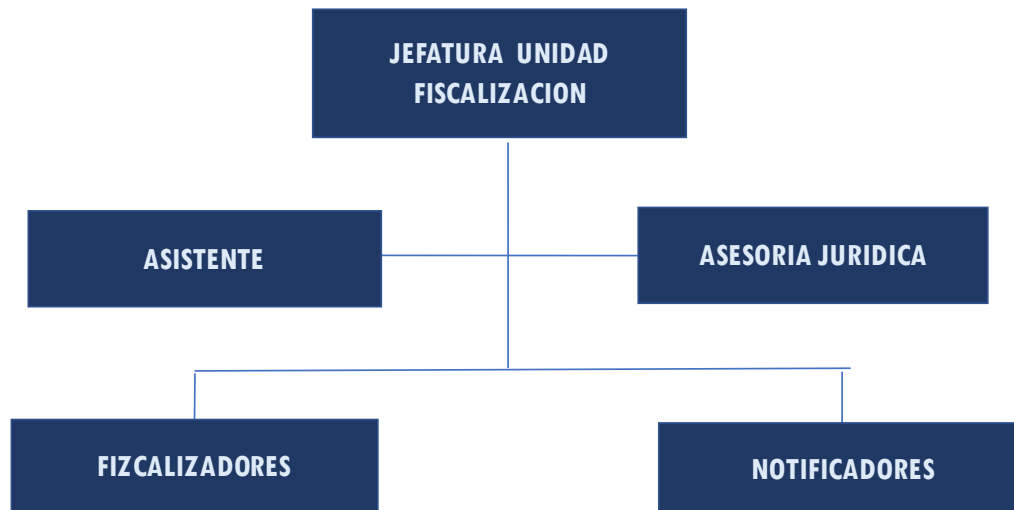 JEFATURA UNIDAD
FISCALIZACION
ASISTENTE
ASESORIA JURIDICA
FIZCALIZADORES
NOTIFICADORES